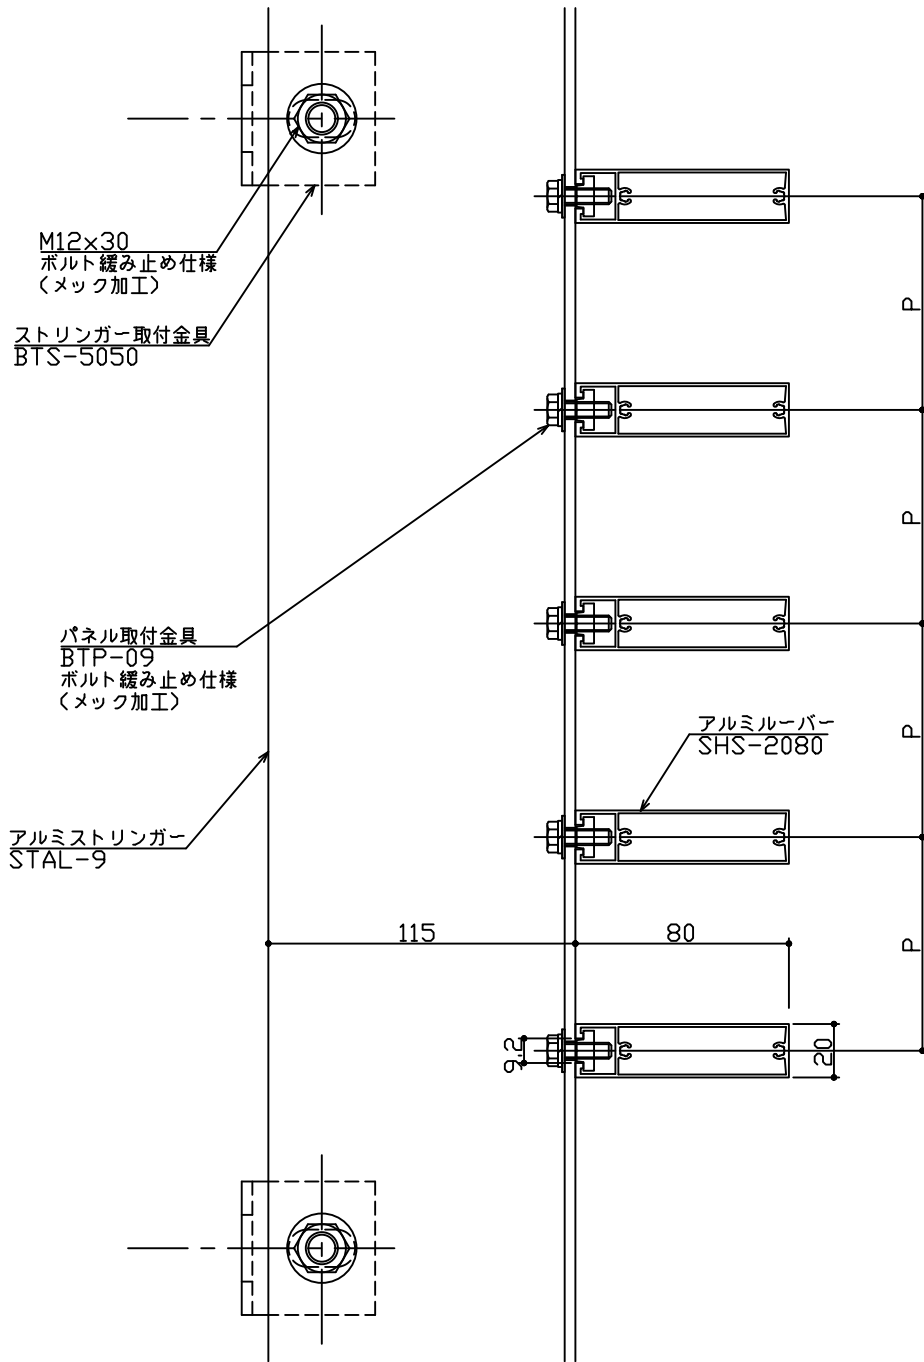 M12×30
ボルト緩み止め仕様
(メック加工)
ストリンガー取付金具
BTS-5050
P
P
パネル取付金具
BTP-09
ボルト緩み止め仕様
(メック加工)
アルミルーバー
SHS-2080
P
アルミストリンガー
STAL-9
115
80
P
9.2
20